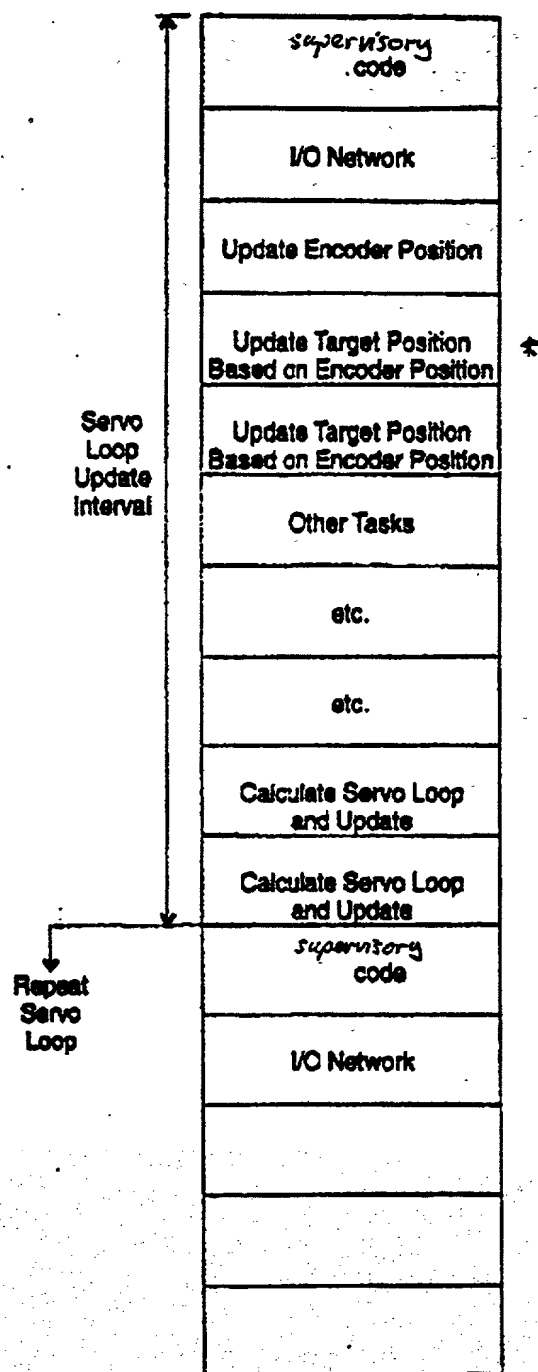 supervisory
.code
I/O Network
Update Encoder Position
Update Target Position
Based on Encoder Position
*
Update Target Position
Based on Encoder Position
Servo
Loop
Update
Interval
Other Tasks
etc.
etc.
Calculate Servo Loop
and Update
Calculate Servo Loop
and Update
supervisory
code
Repeat
Servo
Loop
I/O Network